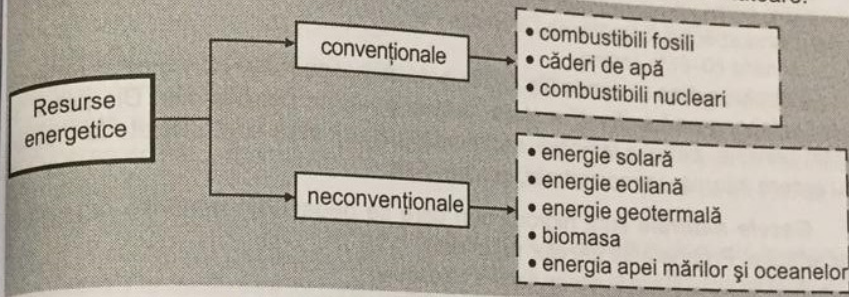 Resurse
energetice
convenționale
• combustibili fosili
• căderi de apă
• combustibili nucleari
neconvenționale
• energie solară
• energie eoliană
• energie geotermală
• biomasa
• energia apei mărilor și oceanelor